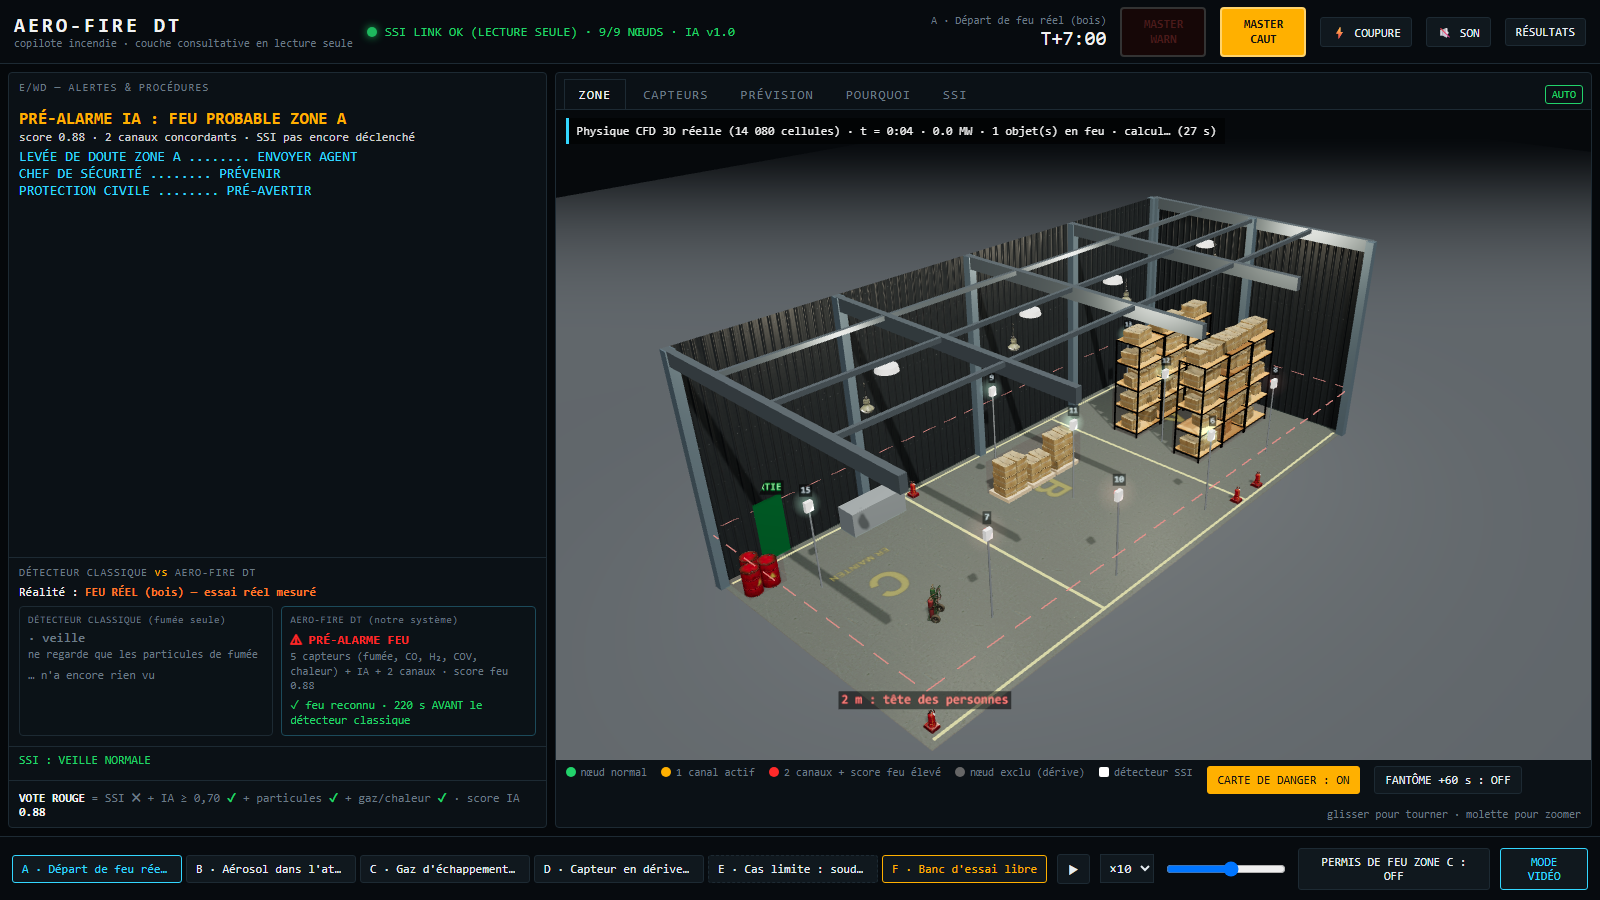 AERO-FIRE DT
copilote incendie · couche consultative en lecture seule
SSI LINK OK (LECTURE SEULE) · 9/9 NŒUDS · IA v1.0
A · Départ de feu réel (bois)
T+7:00
MASTER
WARN
MASTER
CAUT
COUPURE
SON
RÉSULTATS
E/WD — ALERTES & PROCÉDURES
PRÉ-ALARME IA : FEU PROBABLE ZONE A
score 0.88 · 2 canaux concordants · SSI pas encore déclenché
LEVÉE DE DOUTE ZONE A ........ ENVOYER AGENT
CHEF DE SÉCURITÉ ........ PRÉVENIR
PROTECTION CIVILE ........ PRÉ-AVERTIR
DÉTECTEUR CLASSIQUE vs AERO-FIRE DT
Réalité : FEU RÉEL (bois) — essai réel mesuré
DÉTECTEUR CLASSIQUE (fumée seule)
· veille
ne regarde que les particules de fumée
… n'a encore rien vu
AERO-FIRE DT (notre système)
PRÉ-ALARME FEU
5 capteurs (fumée, CO, H₂, COV,
chaleur) + IA + 2 canaux · score feu
0.88
✓ feu reconnu · 220 s AVANT le
détecteur classique
SSI : VEILLE NORMALE
VOTE ROUGE = SSI ✕ + IA ≥ 0,70 ✓ + particules ✓ + gaz/chaleur ✓ · score IA
0.88
ZONE
CAPTEURS
PRÉVISION
POURQUOI
SSI
AUTO
Physique CFD 3D réelle (14 080 cellules) · t = 0:04 · 0.0 MW · 1 objet(s) en feu · calcul… (27 s)
9
11
10
7
15
TIE
B
C
2 m : tête des personnes
nœud normal
1 canal actif
2 canaux + score feu élevé
nœud exclu (dérive)
détecteur SSI
CARTE DE DANGER : ON
FANTÔME +60 s : OFF
glisser pour tourner · molette pour zoomer
A · Départ de feu rée…
B · Aérosol dans l'at…
C · Gaz d'échappement…
D · Capteur en dérive…
E · Cas limite : soud…
F · Banc d'essai libre
x10
PERMIS DE FEU ZONE C :
OFF
MODE
VIDÉO